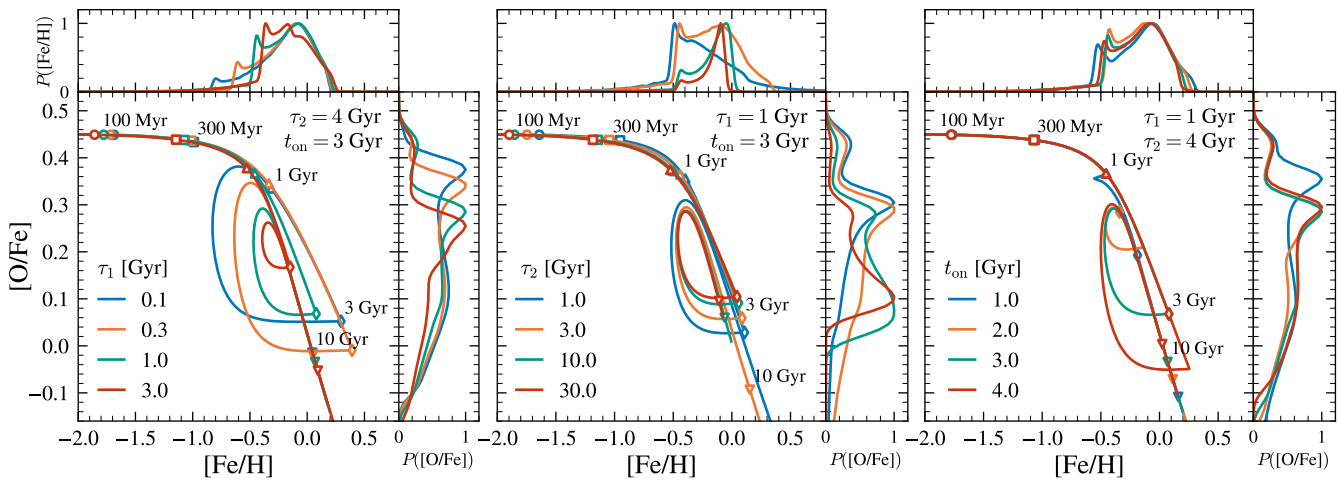 P([Fe/H])
1
0
[O/Fe]
0.5
0.4
0.3
0.2
0.1
0.0
−0.1
100 Myr
300 Myr
1 Gyr
3 Gyr
10 Gyr
τ₂ = 4 Gyr
t_on = 3 Gyr
τ₁ [Gyr]
0.1
0.3
1.0
3.0
−2.0 −1.5 −1.0 −0.5 0.0 0.5
[Fe/H]
0 1
P([O/Fe])
100 Myr
300 Myr
1 Gyr
3 Gyr
10 Gyr
τ₁ = 1 Gyr
t_on = 3 Gyr
τ₂ [Gyr]
1.0
3.0
10.0
30.0
−2.0 −1.5 −1.0 −0.5 0.0 0.5
[Fe/H]
0 1
P([O/Fe])
100 Myr
300 Myr
1 Gyr
3 Gyr
10 Gyr
τ₁ = 1 Gyr
τ₂ = 4 Gyr
t_on [Gyr]
1.0
2.0
3.0
4.0
−2.0 −1.5 −1.0 −0.5 0.0 0.5
[Fe/H]
0 1
P([O/Fe])